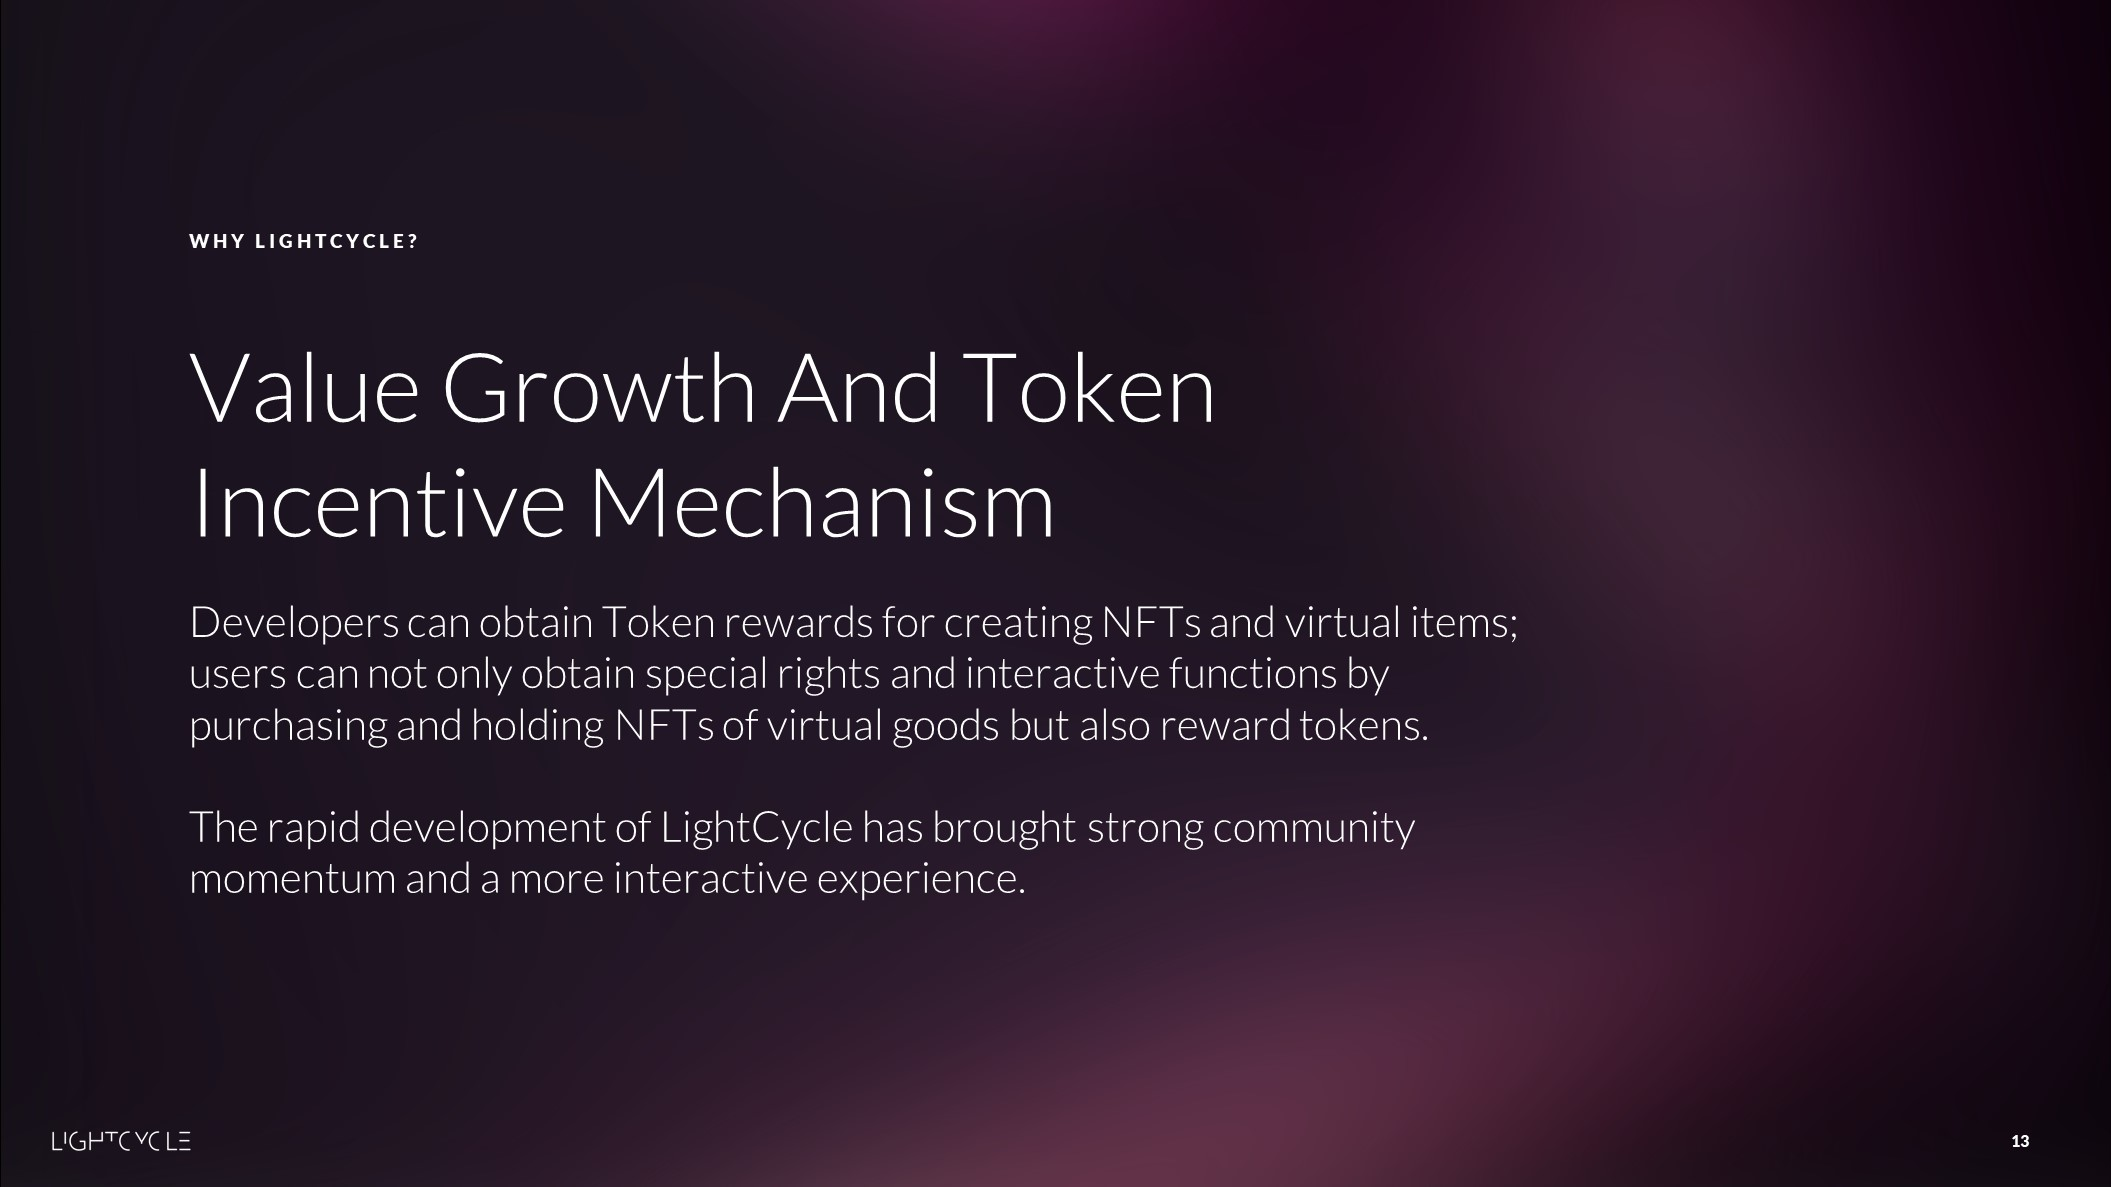 WHY LIGHTCYCLE?
Value Growth And Token
Incentive Mechanism
Developers can obtain Token rewards for creating NFTs and virtual items;
users can not only obtain special rights and interactive functions by
purchasing and holding NFTs of virtual goods but also reward tokens.
The rapid development of LightCycle has brought strong community
momentum and a more interactive experience.
LIGHTCYCLE
13